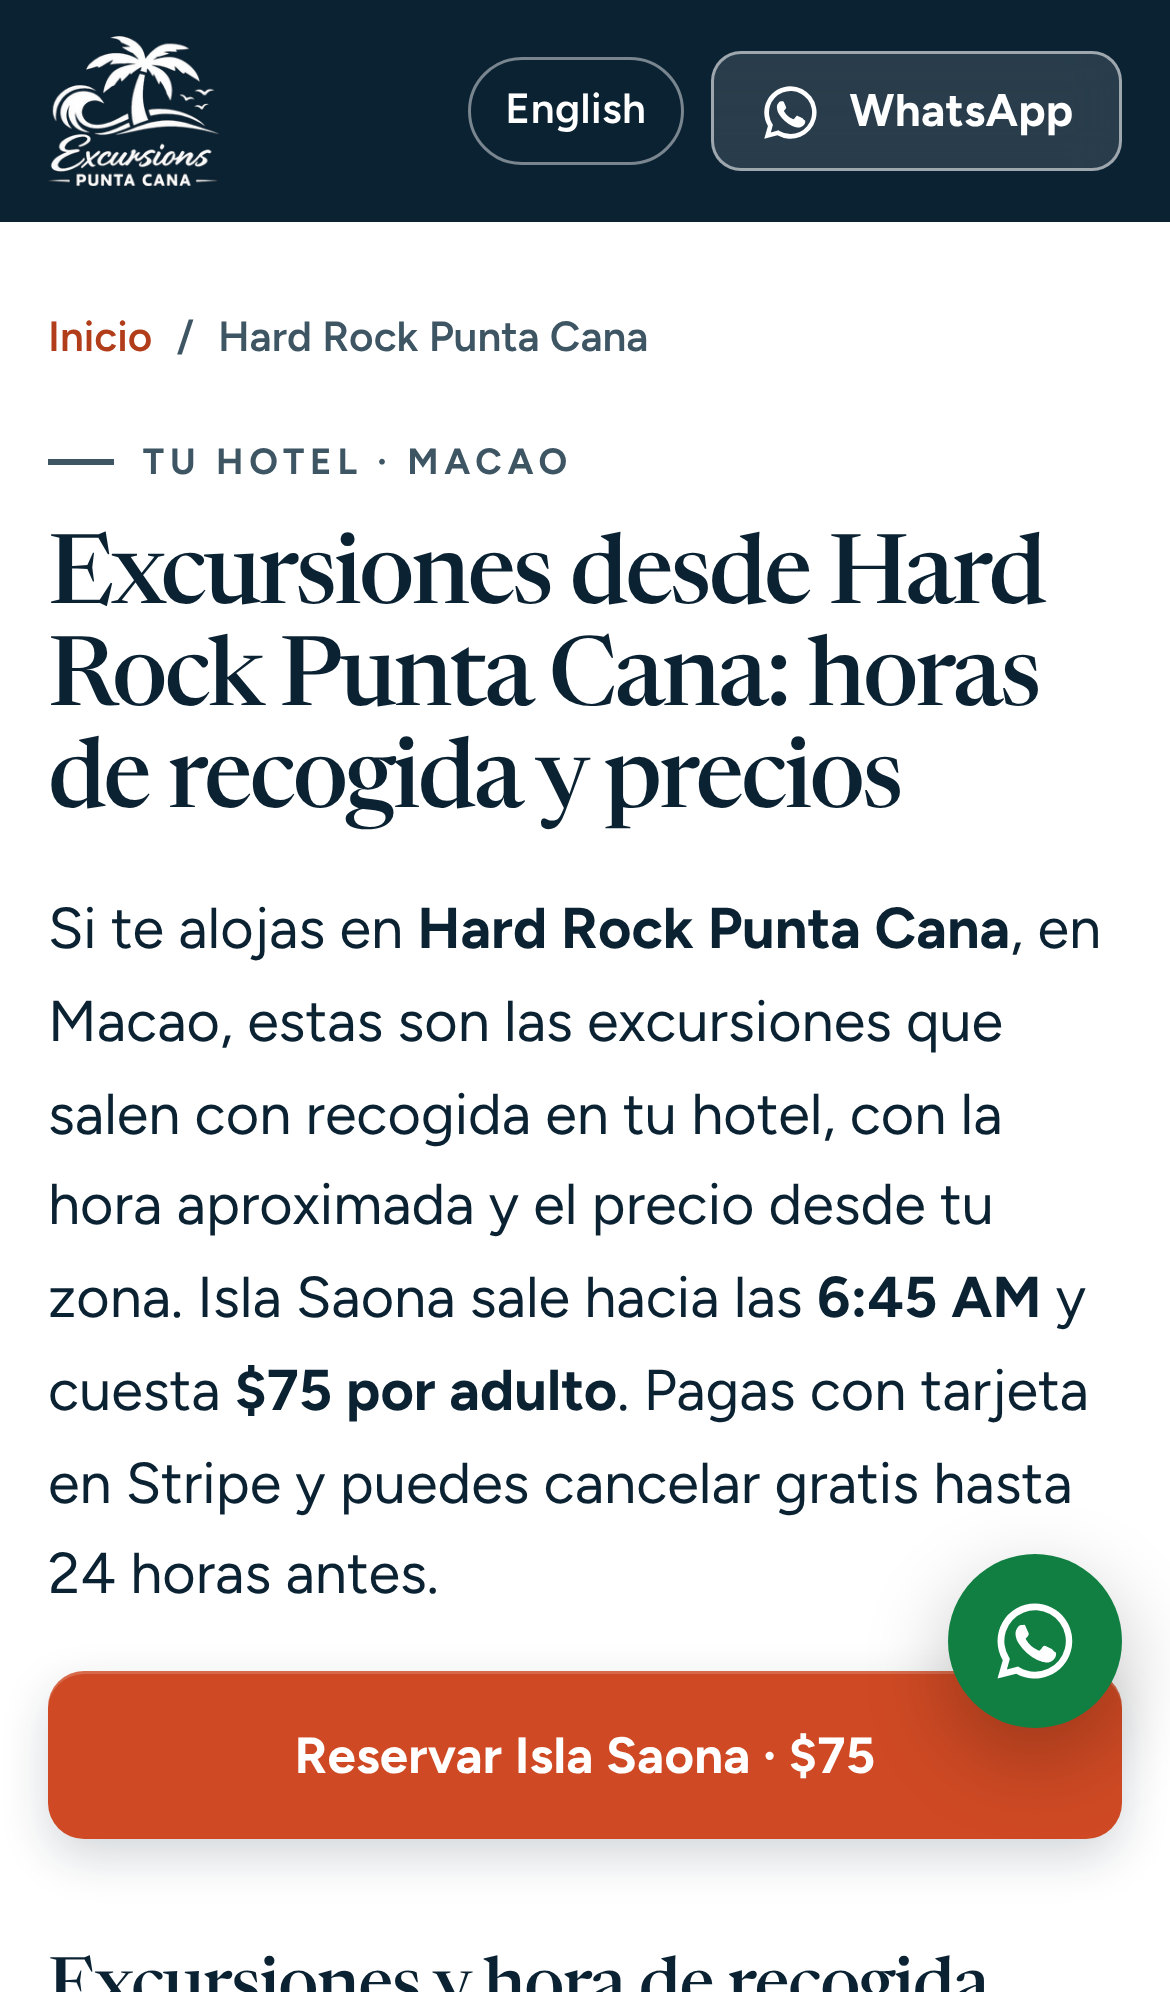 Excursions
PUNTA CANA
English
WhatsApp
Inicio / Hard Rock Punta Cana
TU HOTEL · MACAO
Excursiones desde Hard
Rock Punta Cana: horas
de recogida y precios
Si te alojas en Hard Rock Punta Cana, en
Macao, estas son las excursiones que
salen con recogida en tu hotel, con la
hora aproximada y el precio desde tu
zona. Isla Saona sale hacia las 6:45 AM y
cuesta $75 por adulto. Pagas con tarjeta
en Stripe y puedes cancelar gratis hasta
24 horas antes.
Reservar Isla Saona · $75
Excursiones y hora de recogida